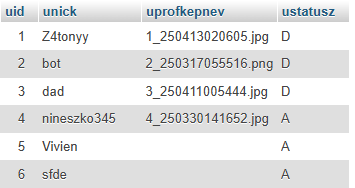 uid unick uprofkepnev ustatusz
1 Z4tonyy 1_250413020605.jpg D
2 bot 2_250317055516.png D
3 dad 3_250411005444.jpg D
4 nineszko345 4_250330141652.jpg A
5 Vivien A
6 sfde A